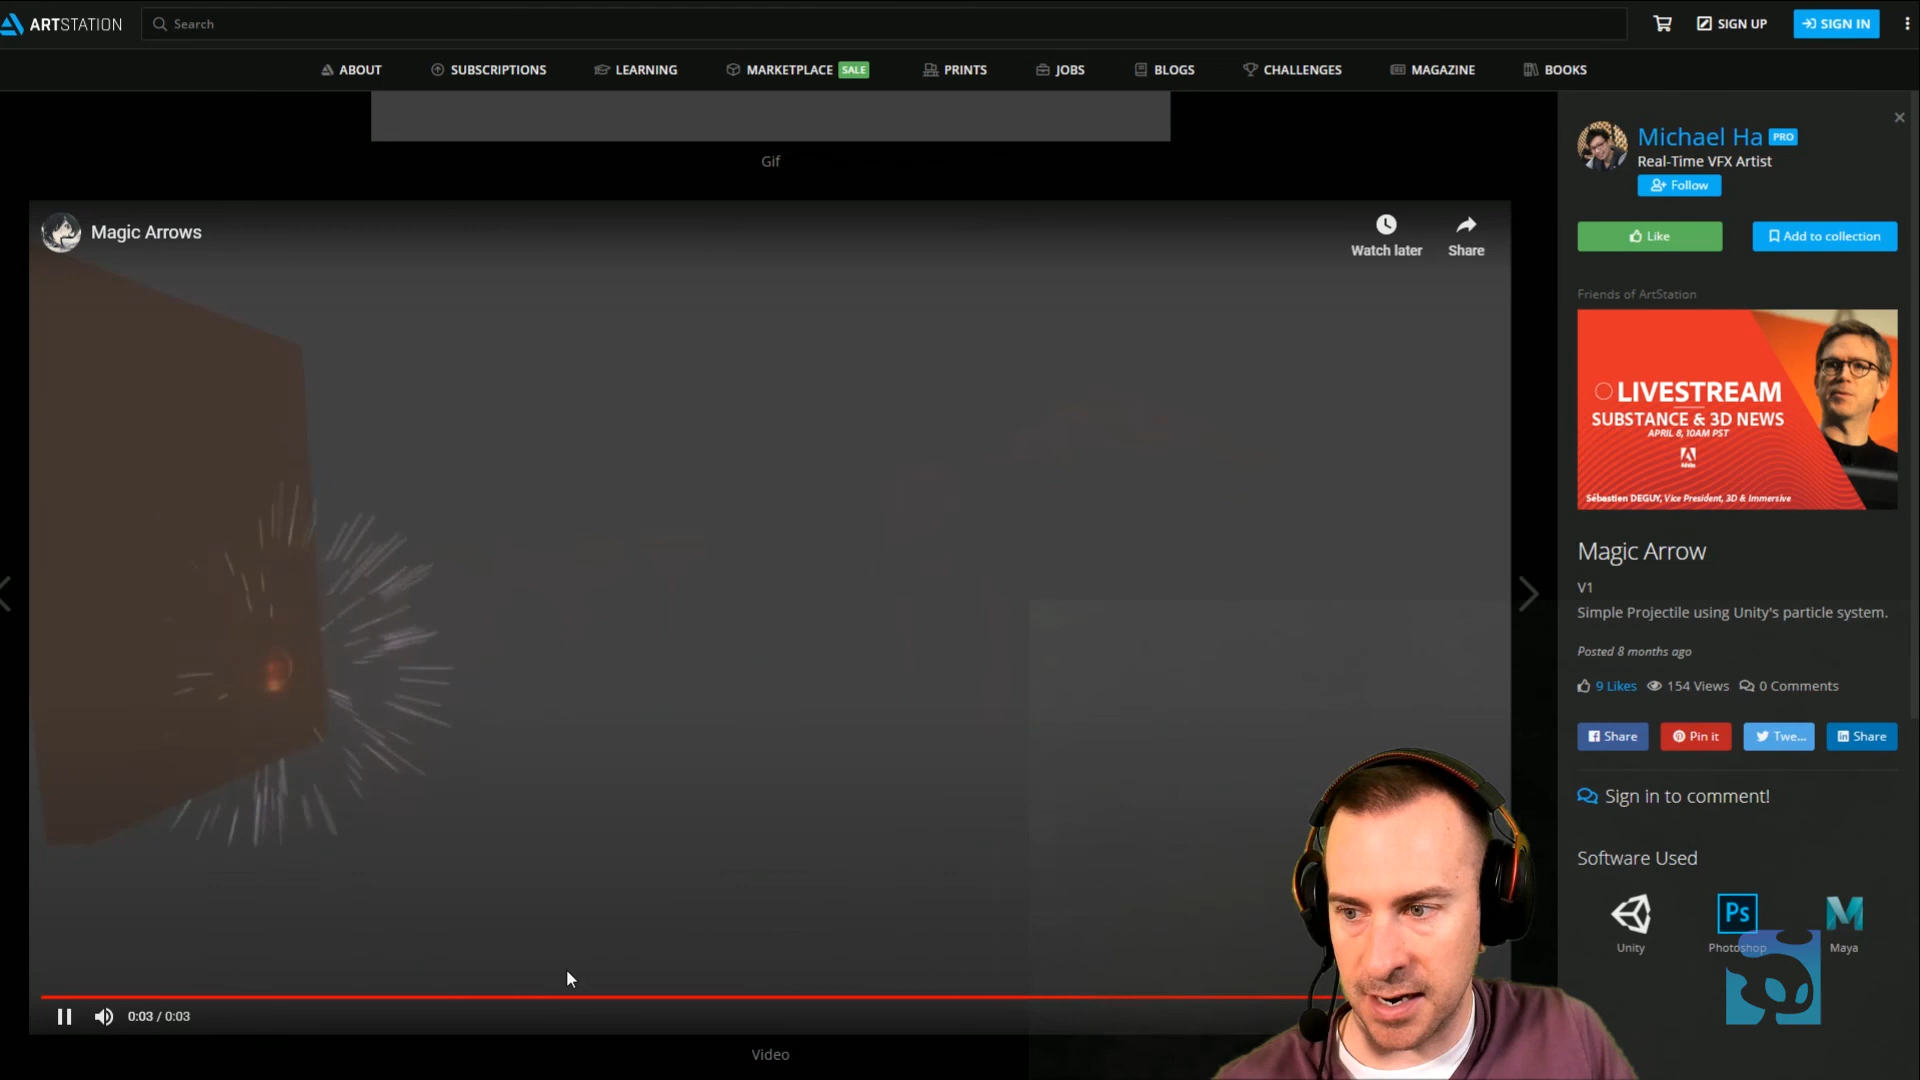 ARTSTATION
Search
SIGN UP
SIGN IN
ABOUT
SUBSCRIPTIONS
LEARNING
MARKETPLACE SALE
PRINTS
JOBS
BLOGS
CHALLENGES
MAGAZINE
BOOKS
Gif
Magic Arrows
Watch later
Share
0:03 / 0:03
Video
Michael Ha PRO
Real-Time VFX Artist
Follow
Like
Add to collection
Friends of ArtStation
LIVESTREAM
SUBSTANCE & 3D NEWS
APRIL 8, 10AM PST
Adobe
Sébastien DEGUY, Vice President, 3D & Immersive
Magic Arrow
V1
Simple Projectile using Unity's particle system.
Posted 8 months ago
9 Likes 154 Views 0 Comments
Share
Pin it
Twe...
Share
Sign in to comment!
Software Used
Ps
Unity
Photoshop
Maya